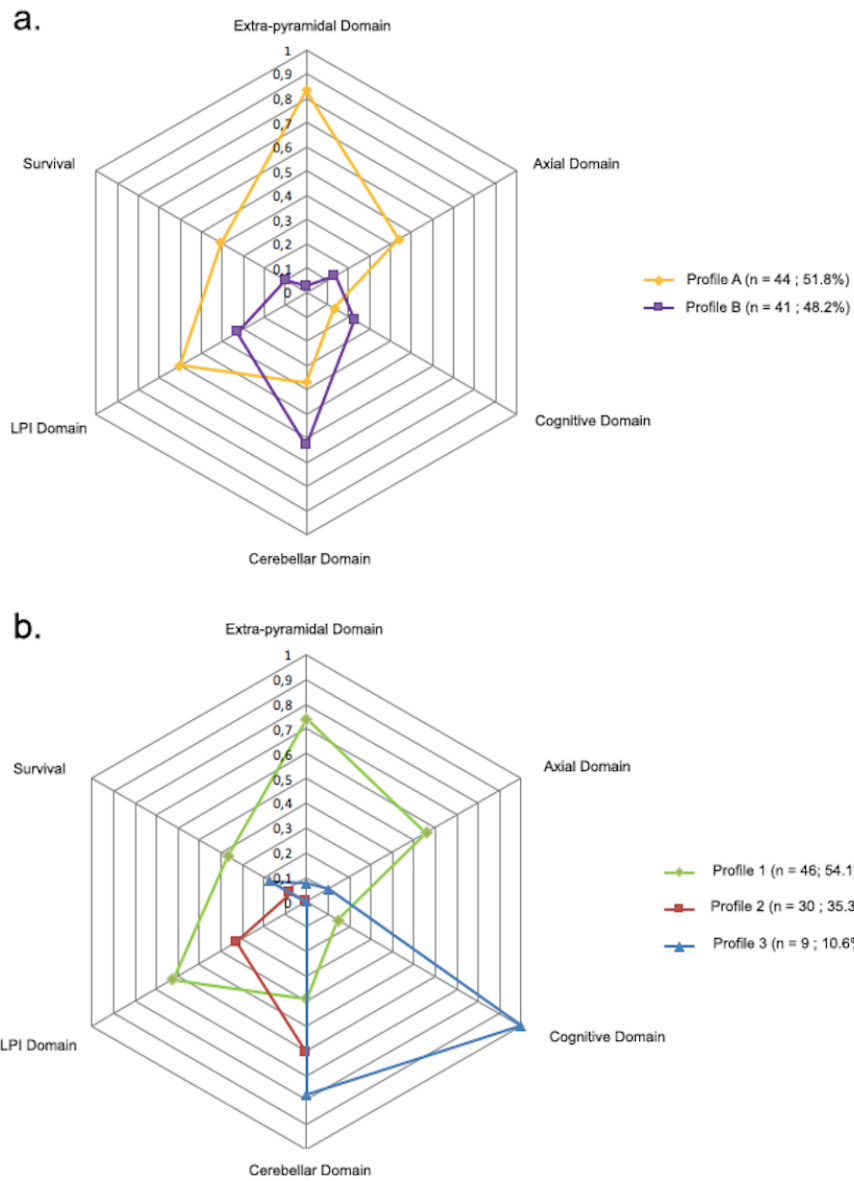 a.
Extra-pyramidal Domain
1
0,9
0,8
0,7
0,6
0,5
0,4
0,3
0,2
0,1
0
Survival
Axial Domain
Profile A (n = 44 ; 51.8%)
Profile B (n = 41 ; 48.2%)
LPI Domain
Cognitive Domain
Cerebellar Domain
b.
Extra-pyramidal Domain
1
0,9
0,8
0,7
0,6
0,5
0,4
0,3
0,2
0,1
0
Survival
Axial Domain
Profile 1 (n = 46; 54.1
Profile 2 (n = 30 ; 35.3
Profile 3 (n = 9 ; 10.6%
LPI Domain
Cognitive Domain
Cerebellar Domain